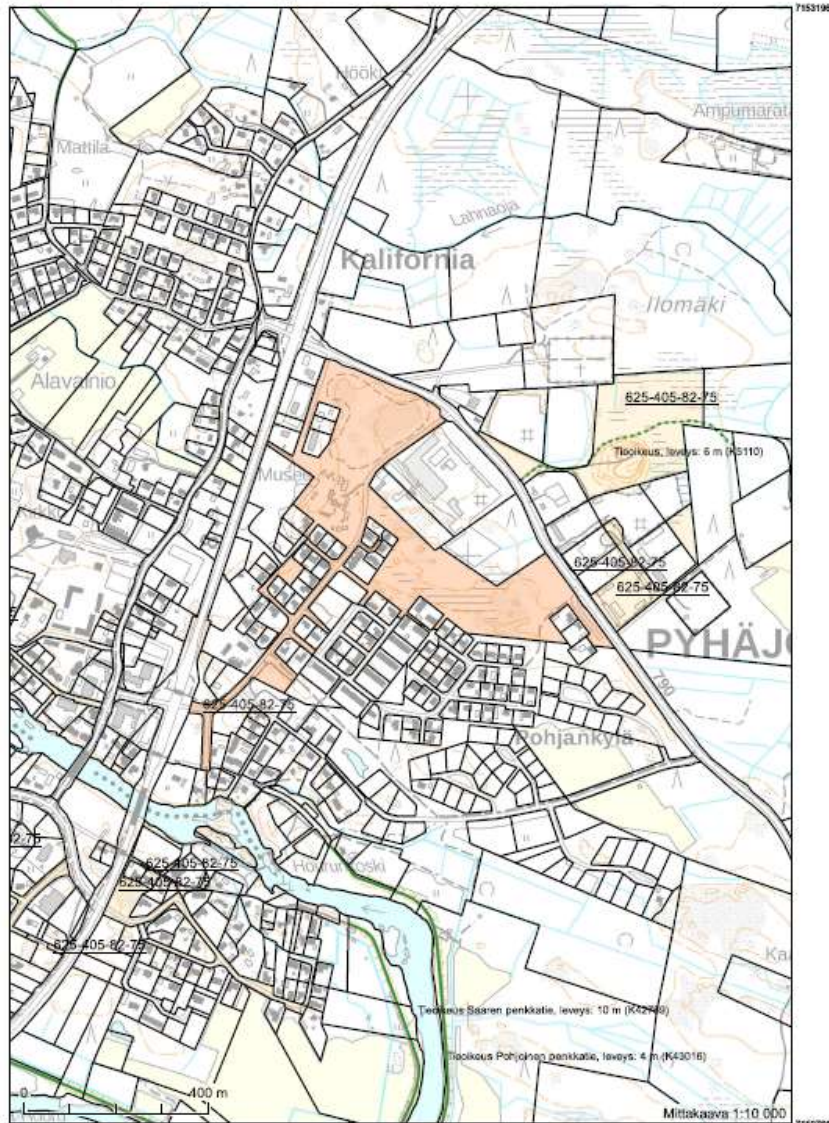 7153196
Hööki
Ampumarata
Mattila
Lahnaoja
Kalifornia
Ilomäki
Alavainio
625-405-82-75
Tieoikeus, leveys: 6 m (K5110)
625-405-82-75
625-405-82-75
PYHÄJO
790
625-405-82-75
Pohjankylä
2-75
625-405-82-75
Hourunkoski
625-405-82-75
625-405-82-75
Tieoikeus Saaren penkkatie, leveys: 10 m (K42789)
Tieoikeus Pohjoinen penkkatie, leveys: 4 m (K43016)
0 400 m
Mittakaava 1:10 000